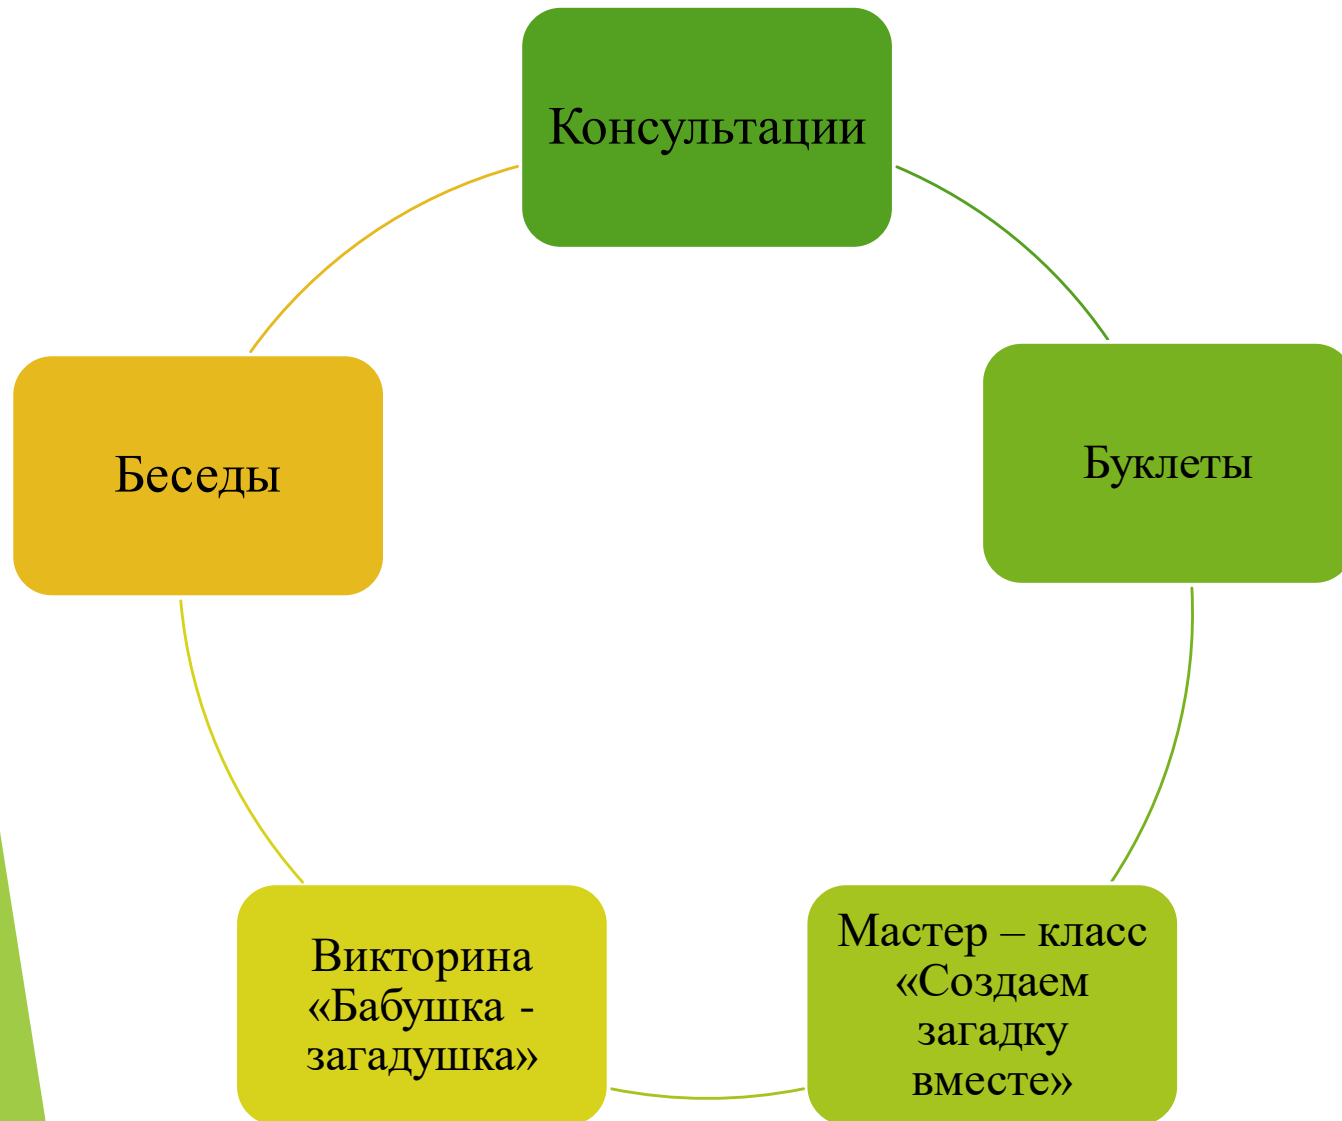 Консультации
Буклеты
Мастер – класс
«Создаем
загадку
вместе»
Викторина
«Бабушка -
загадушка»
Беседы